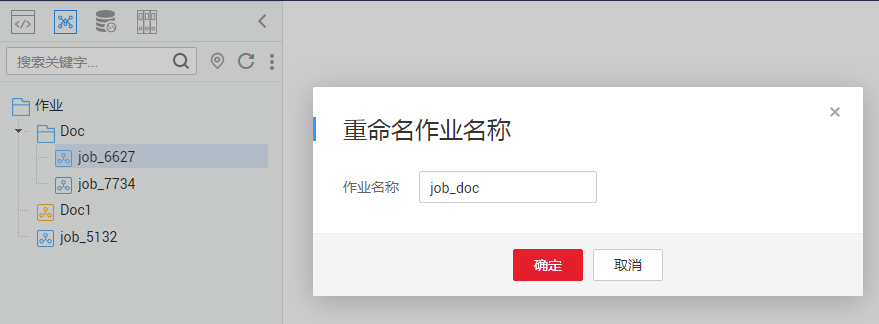 搜索关键字...
作业
Doc
job_6627
job_7734
Doc1
job_5132
重命名作业名称
作业名称 job_doc
确定 取消